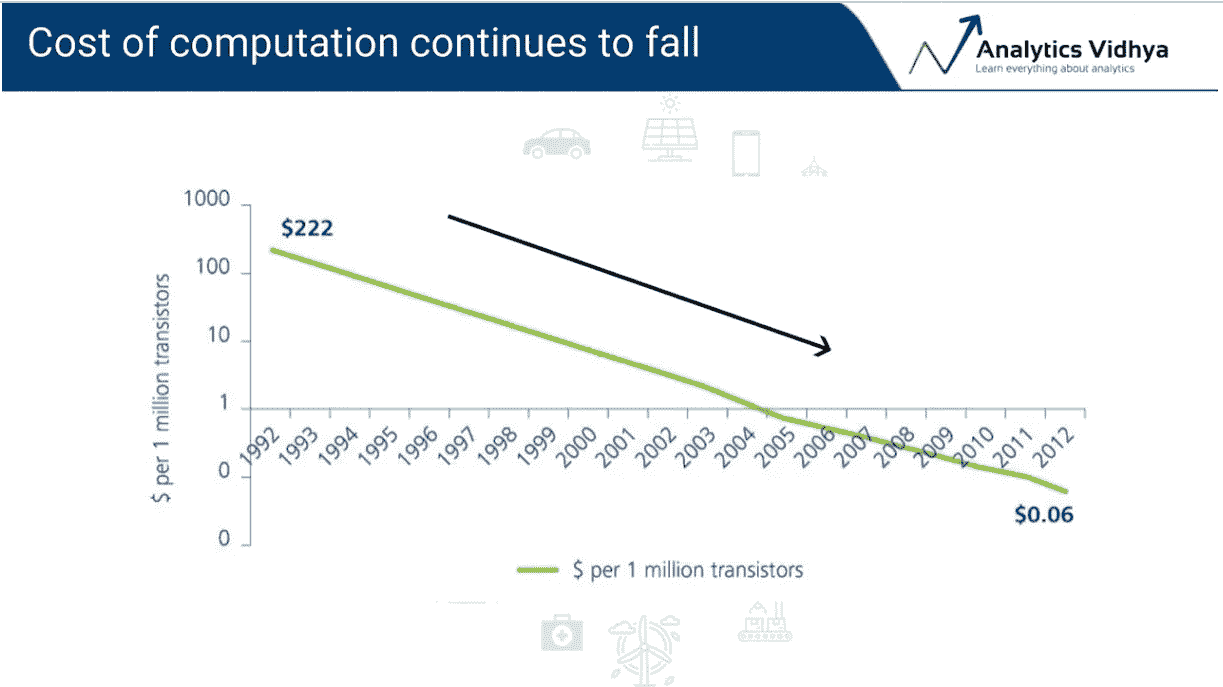 Cost of computation continues to fall
Analytics Vidhya
Learn everything about analytics
1000
$222
100
10
1
0
0
$ per 1 million transistors
1992 1993 1994 1995 1996 1997 1998 1999 2000 2001 2002 2003 2004 2005 2006 2007 2008 2009 2010 2011 2012
$0.06
$ per 1 million transistors